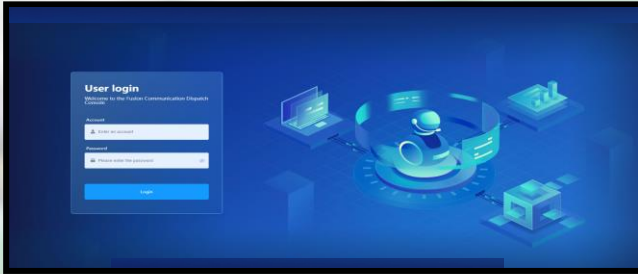 User login
Welcome to the Fusion Communication Dispatch
Console
Account
Enter an account
Password
Please enter the password
Login